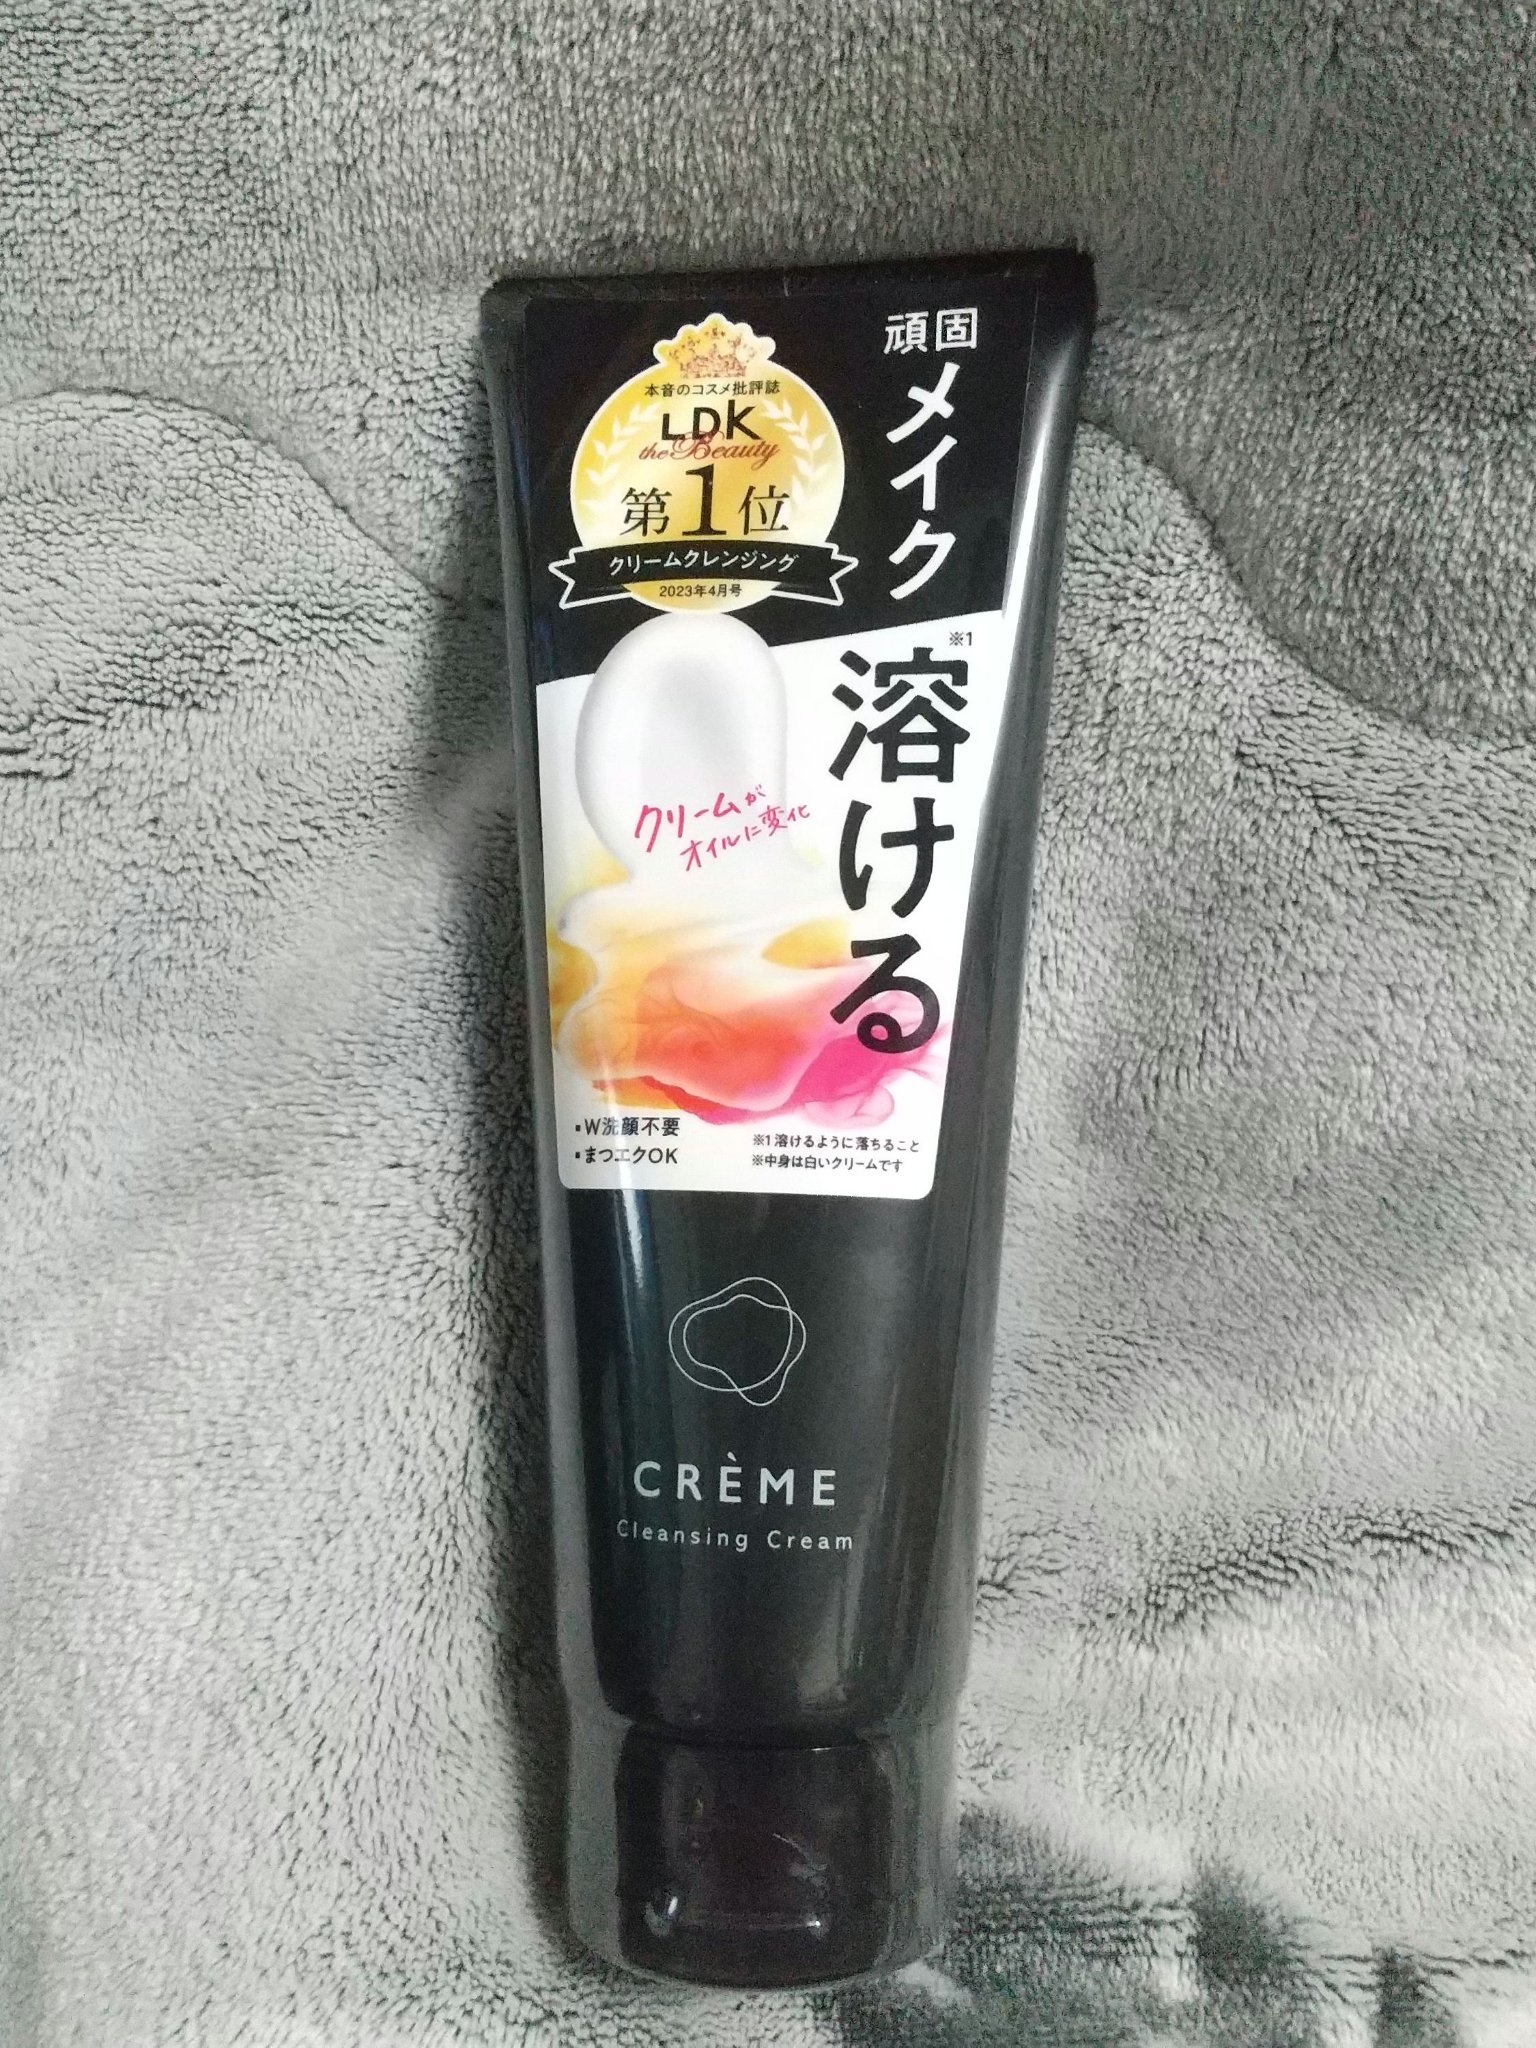 頑固
メイク
※1
溶ける
本音のコスメ批評誌
LDK
the Beauty
第1位
クリームクレンジング
2023年4月号
クリームが
オイルに変化
▪W洗顔不要
▪まつエクOK
※1 溶けるように落ちること
※中身は白いクリームです
CRÈME
Cleansing Cream